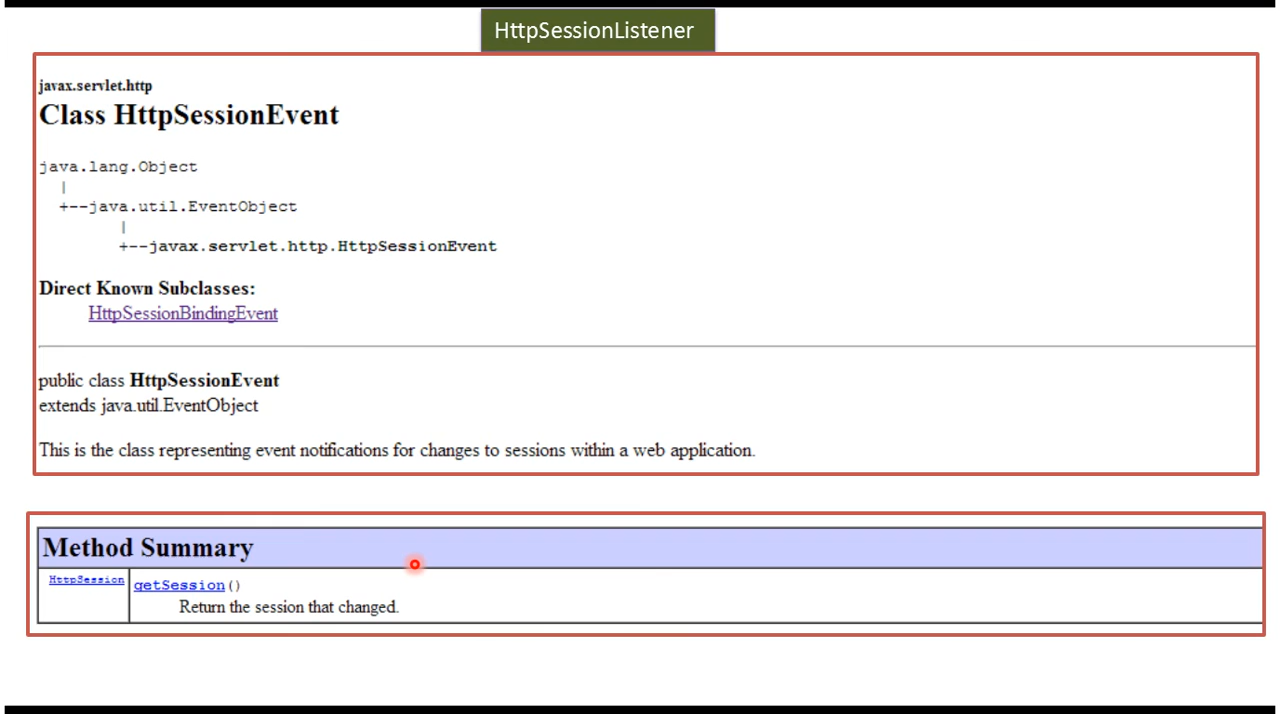 HttpSessionListener
javax.servlet.http
Class HttpSessionEvent
java.lang.Object
|
+--java.util.EventObject
|
+--javax.servlet.http.HttpSessionEvent
Direct Known Subclasses:
HttpSessionBindingEvent
public class HttpSessionEvent
extends java.util.EventObject
This is the class representing event notifications for changes to sessions within a web application.
Method Summary
HttpSession getSession()
Return the session that changed.